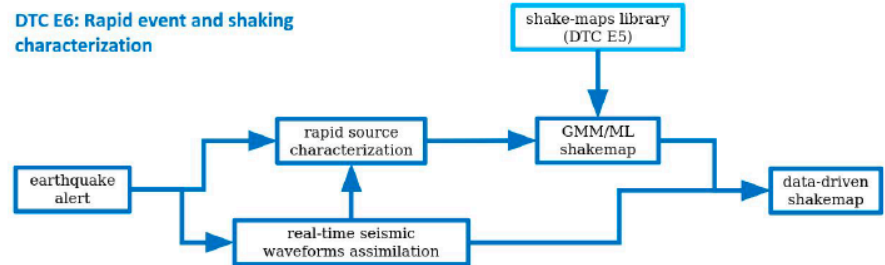 DTC E6: Rapid event and shaking
characterization
shake-maps library
(DTC E5)
rapid source
characterization
GMM/ML
shakemap
earthquake
alert
data-driven
shakemap
real-time seismic
waveforms assimilation